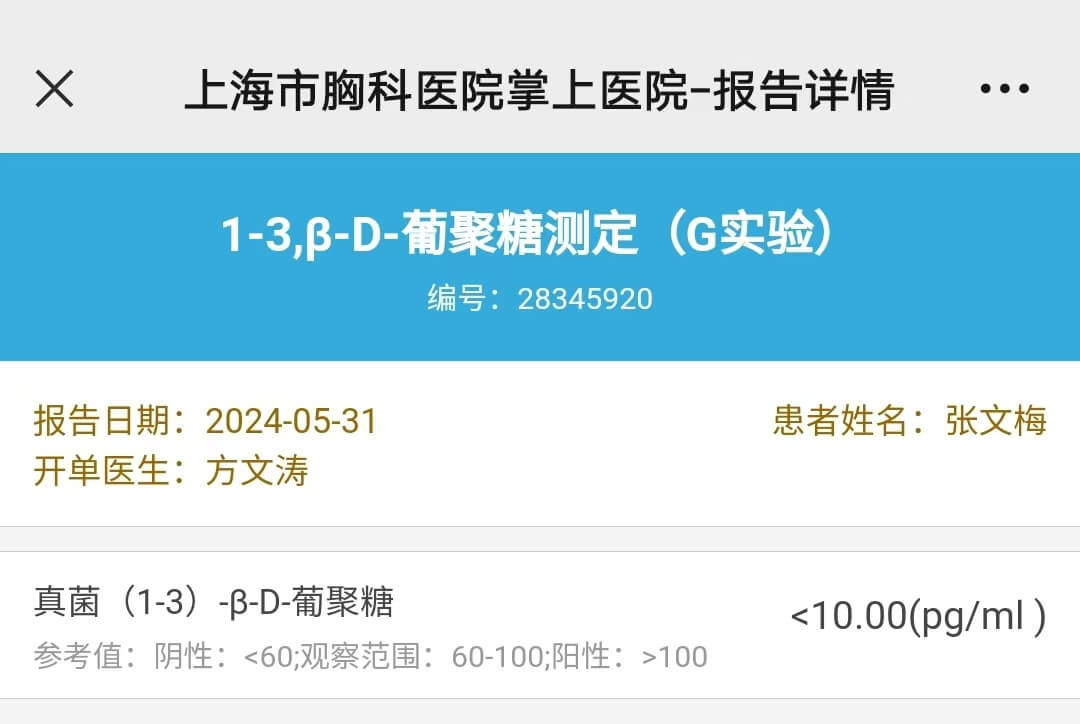 上海市胸科医院掌上医院-报告详情
1-3,β-D-葡聚糖测定（G实验）
编号：28345920
报告日期：2024-05-31
患者姓名：张文梅
开单医生：方文涛
真菌（1-3）-β-D-葡聚糖
<10.00(pg/ml )
参考值：阴性：<60;观察范围：60-100;阳性：>100